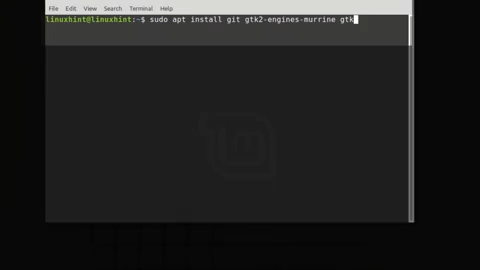 File Edit View Search Terminal Help
linuxhint@linuxhint:~$ sudo apt install git gtk2-engines-murrine gtk